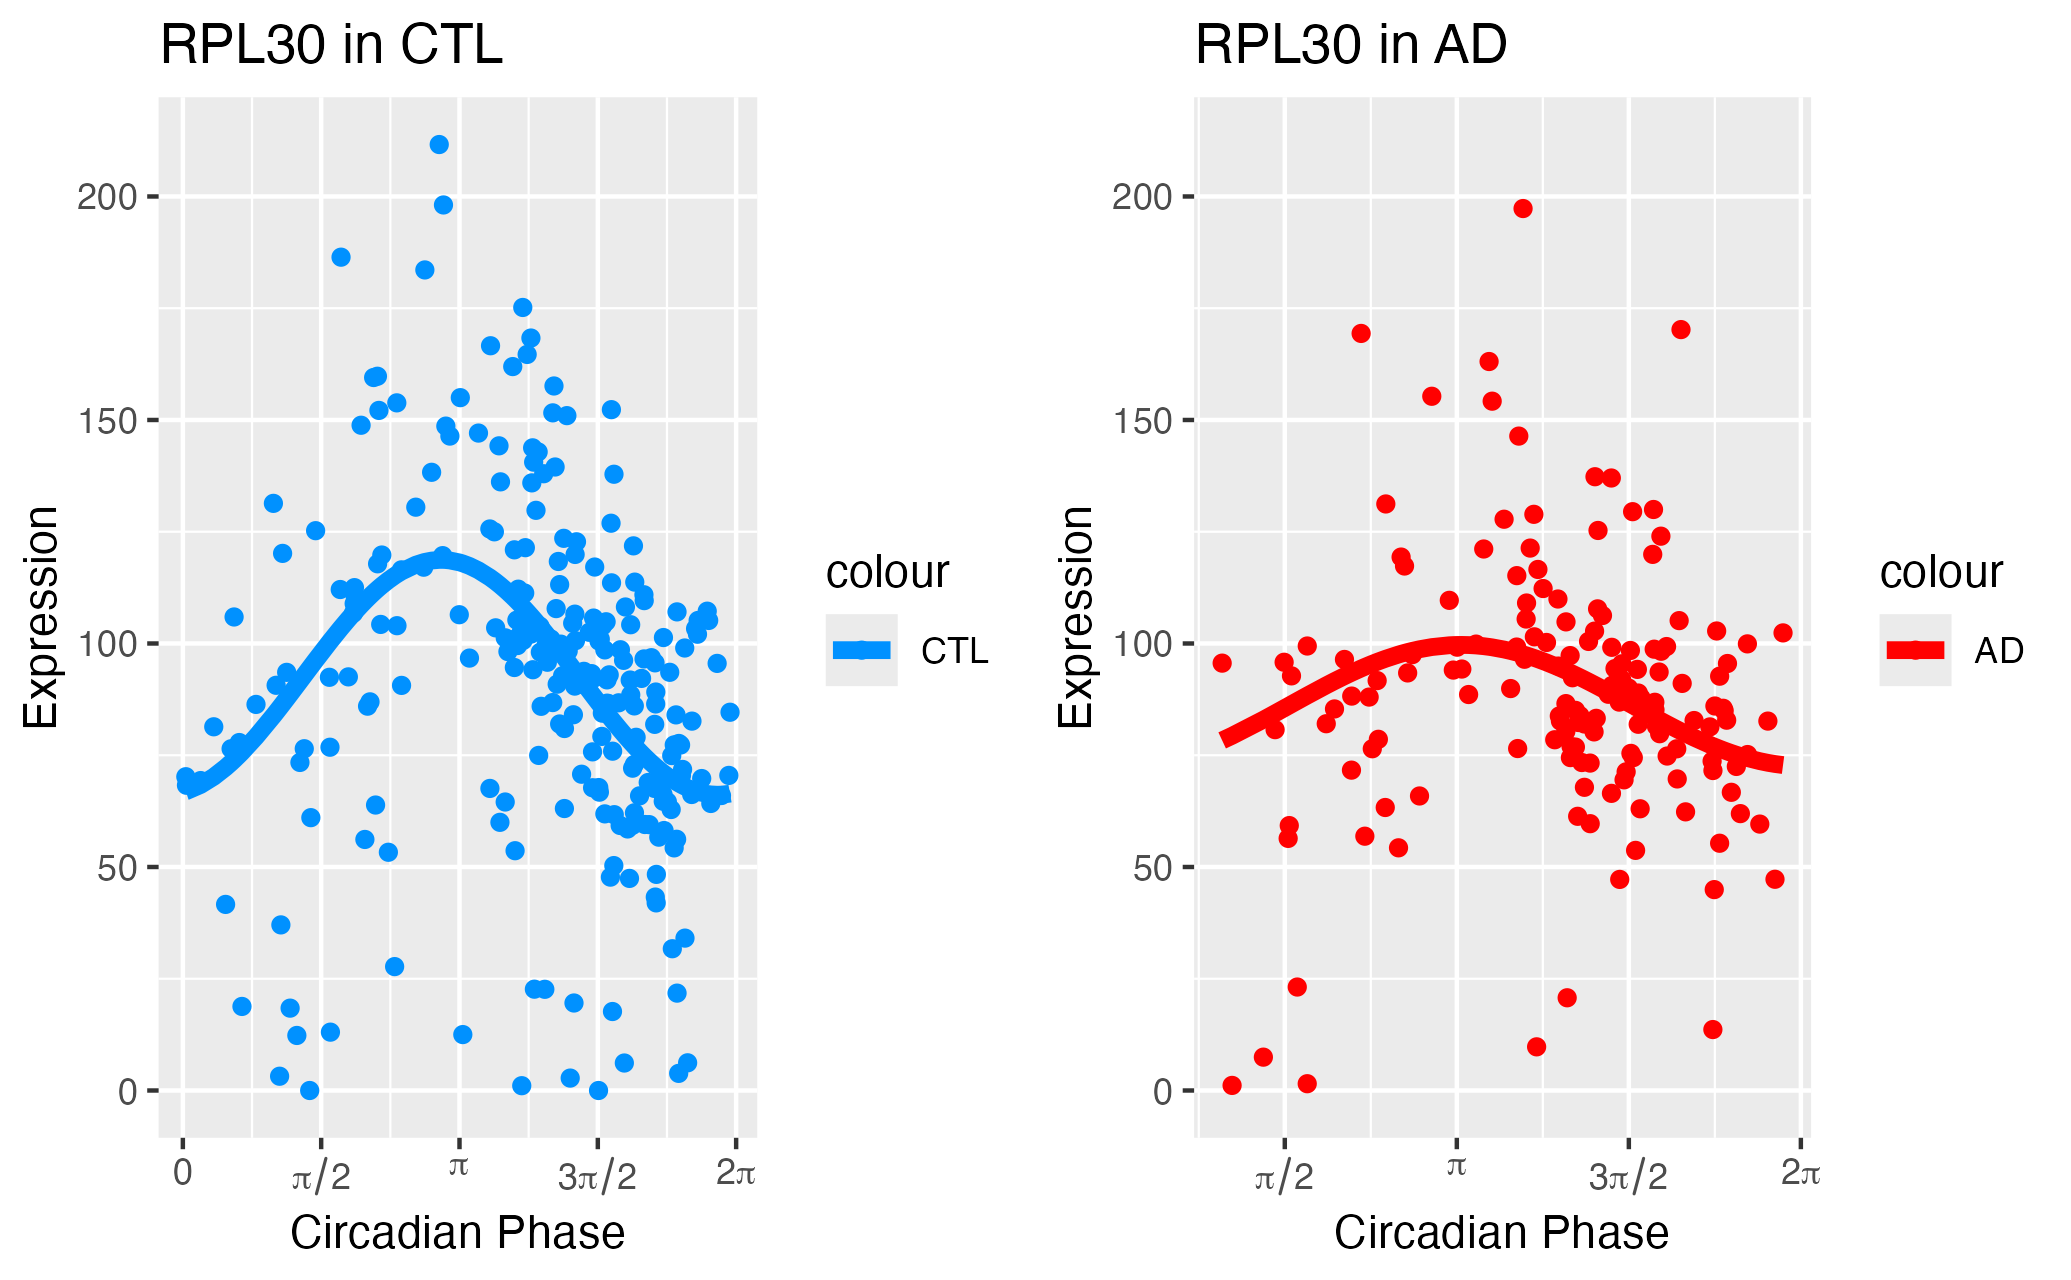 RPL30 in CTL
Expression
200
150
100
50
0
0 π/2 π 3π/2 2π
Circadian Phase
colour
CTL
RPL30 in AD
Expression
200
150
100
50
0
π/2 π 3π/2 2π
Circadian Phase
colour
AD